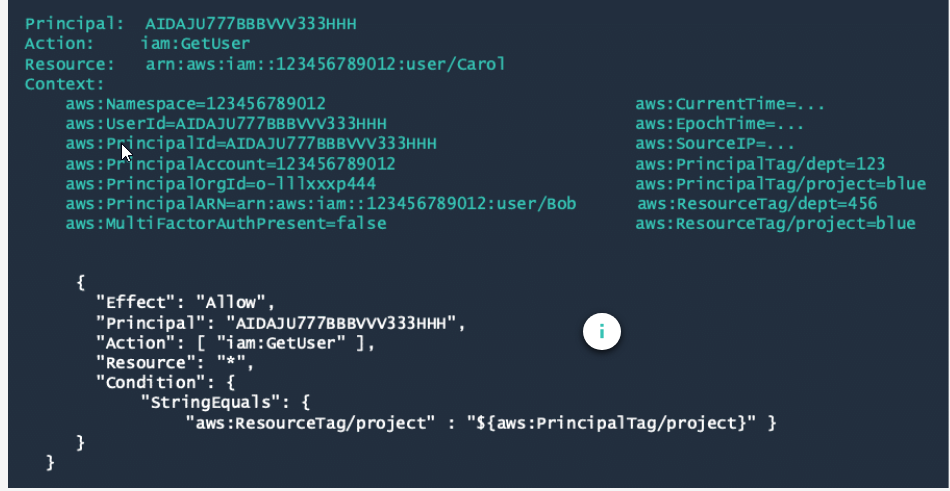 Principal: AIDAJU777BBBVVV333HHH
Action: iam:GetUser
Resource: arn:aws:iam::123456789012:user/Carol
Context:
aws:Namespace=123456789012 aws:CurrentTime=...
aws:UserId=AIDAJU777BBBVVV333HHH aws:EpochTime=...
aws:PrincipalId=AIDAJU777BBBVVV333HHH aws:SourceIP=...
aws:PrincipalAccount=123456789012 aws:PrincipalTag/dept=123
aws:PrincipalOrgId=o-lllxxxp444 aws:PrincipalTag/project=blue
aws:PrincipalARN=arn:aws:iam::123456789012:user/Bob aws:ResourceTag/dept=456
aws:MultiFactorAuthPresent=false aws:ResourceTag/project=blue
{
"Effect": "Allow",
"Principal": "AIDAJU777BBBVVV333HHH",
"Action": [ "iam:GetUser" ],
"Resource": "*",
"Condition": {
"StringEquals": {
"aws:ResourceTag/project" : "${aws:PrincipalTag/project}" }
}
}
i